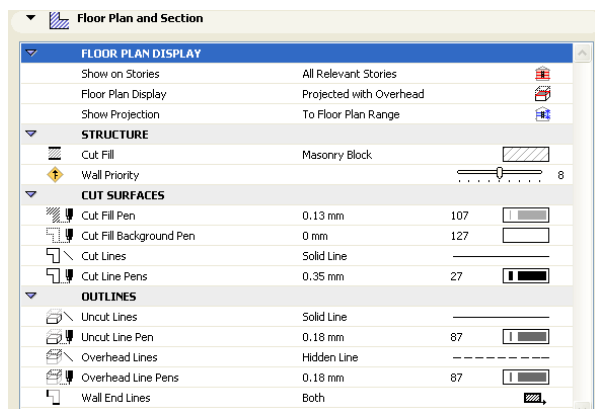 Floor Plan and Section
FLOOR PLAN DISPLAY
Show on Stories All Relevant Stories
Floor Plan Display Projected with Overhead
Show Projection To Floor Plan Range
STRUCTURE
Cut Fill Masonry Block
Wall Priority 8
CUT SURFACES
Cut Fill Pen 0.13 mm 107
Cut Fill Background Pen 0 mm 127
Cut Lines Solid Line
Cut Line Pens 0.35 mm 27
OUTLINES
Uncut Lines Solid Line
Uncut Line Pen 0.18 mm 87
Overhead Lines Hidden Line
Overhead Line Pens 0.18 mm 87
Wall End Lines Both